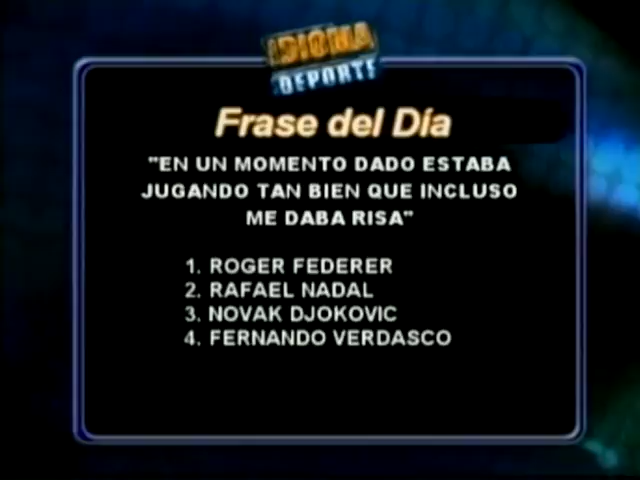 IDIOMA
DEPORTE
Frase del Día
"EN UN MOMENTO DADO ESTABA
JUGANDO TAN BIEN QUE INCLUSO
ME DABA RISA"
1. ROGER FEDERER
2. RAFAEL NADAL
3. NOVAK DJOKOVIC
4. FERNANDO VERDASCO